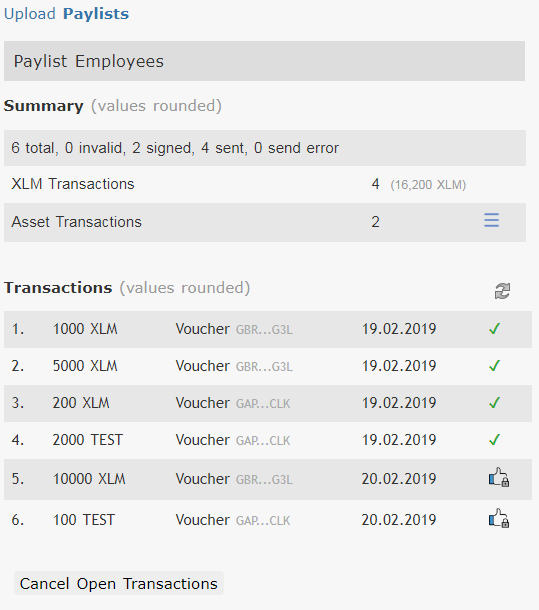 Upload Paylists
Paylist Employees
Summary (values rounded)
6 total, 0 invalid, 2 signed, 4 sent, 0 send error
XLM Transactions 4 (16,200 XLM)
Asset Transactions 2
Transactions (values rounded)
1. 1000 XLM Voucher GBR...G3L 19.02.2019
2. 5000 XLM Voucher GBR...G3L 19.02.2019
3. 200 XLM Voucher GAP...CLK 19.02.2019
4. 2000 TEST Voucher GAP...CLK 19.02.2019
5. 10000 XLM Voucher GBR...G3L 20.02.2019
6. 100 TEST Voucher GAP...CLK 20.02.2019
Cancel Open Transactions